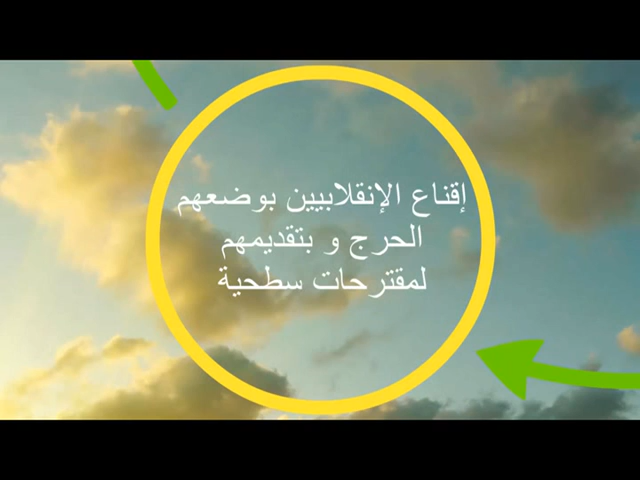 إقناع الإنقلابيين بوضعهم
الحرج و بتقديمهم
لمقترحات سطحية